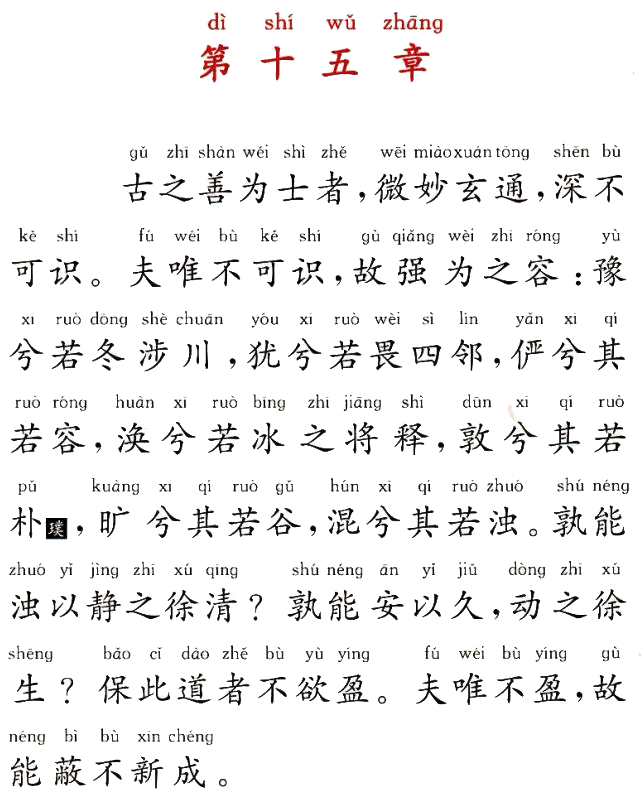 dì shí wǔ zhāng
第十五章
gǔ zhī shàn wéi shì zhě wēi miào xuán tōng shēn bù
古之善为士者，微妙玄通，深不
kě shí fú wéi bù kě shí gù qiǎng wèi zhī róng yù
可识。夫唯不可识，故强为之容：豫
xī ruò dōng shè chuān yóu xī ruò wèi sì lín yǎn xī qí
兮若冬涉川，犹兮若畏四邻，俨兮其
ruò róng huàn xī ruò bīng zhī jiāng shì dūn xī qí ruò
若容，涣兮若冰之将释，敦兮其若
pǔ kuàng xī qí ruò gǔ hún xī qí ruò zhuó shú néng
朴璞，旷兮其若谷，混兮其若浊。孰能
zhuó yǐ jìng zhī xú qīng shú néng ān yǐ jiǔ dòng zhī xú
浊以静之徐清？孰能安以久，动之徐
shēng bǎo cǐ dào zhě bù yù yíng fú wéi bù yíng gù
生？保此道者不欲盈。夫唯不盈，故
néng bì bù xīn chéng
能蔽不新成。